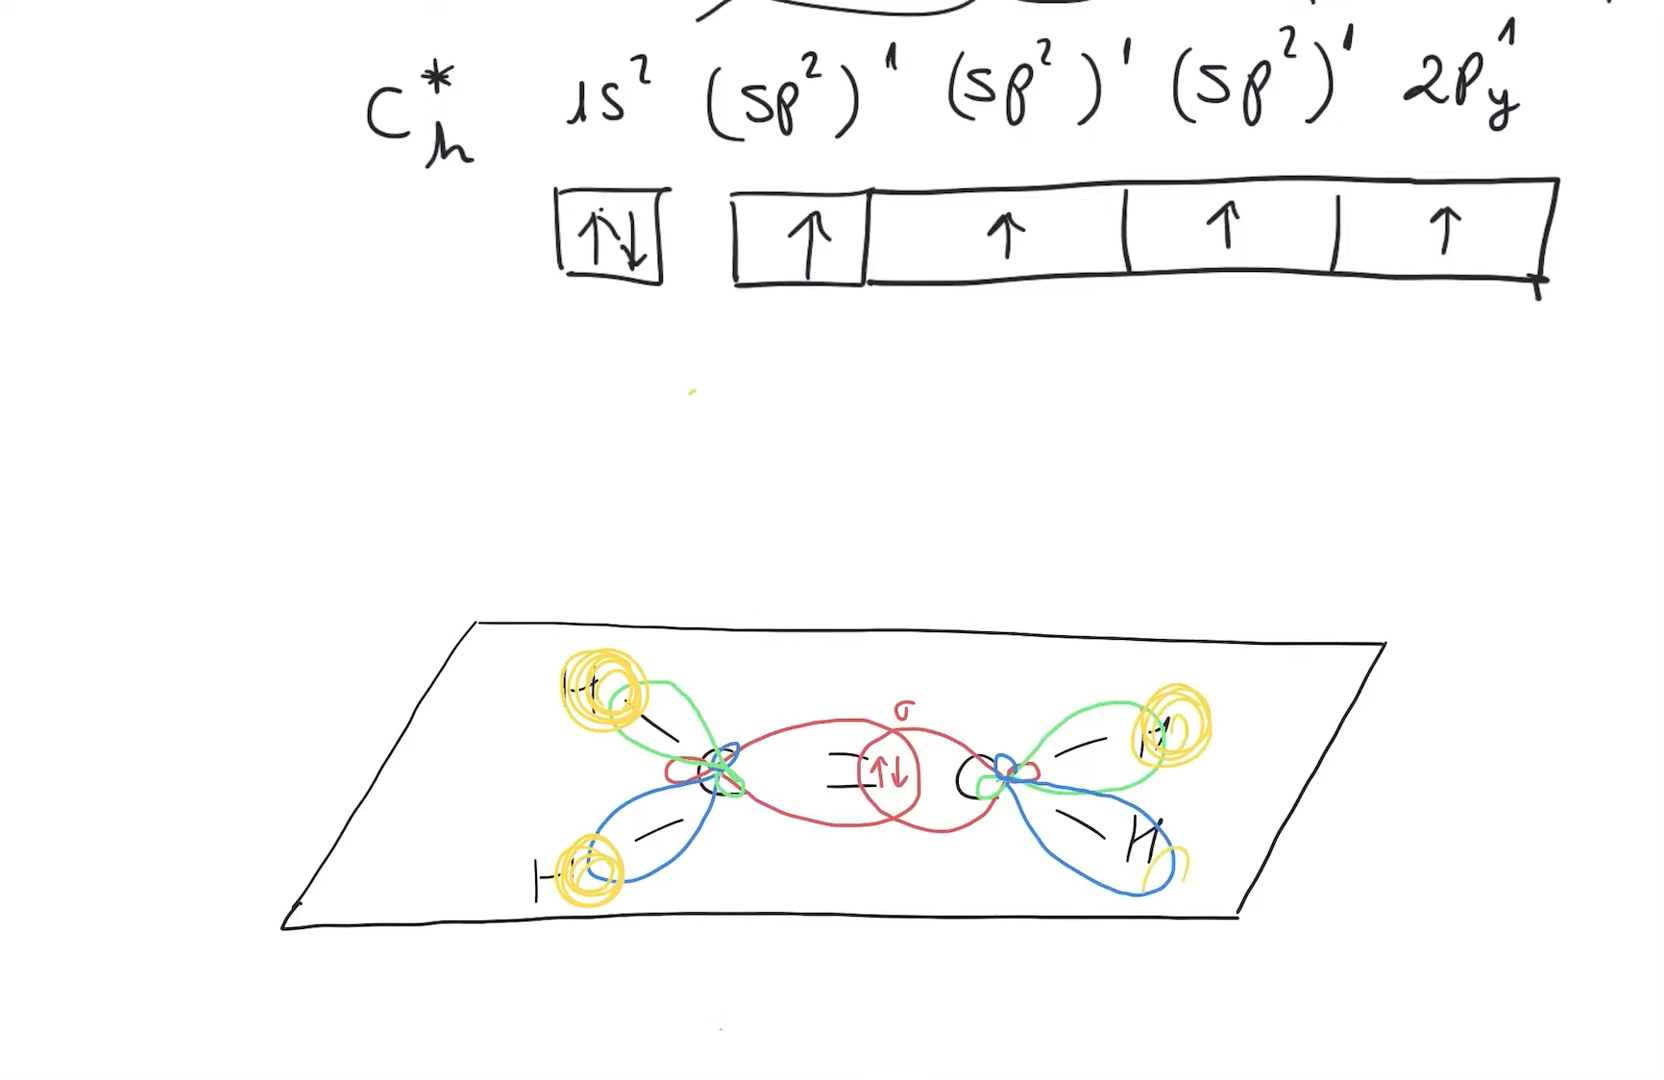 C*h 1s² (sp²)¹ (sp²)¹ (sp²)¹ 2py¹
↑↓ ↑ ↑ ↑ ↑
σ
H H
C = ↑↓ C
H H